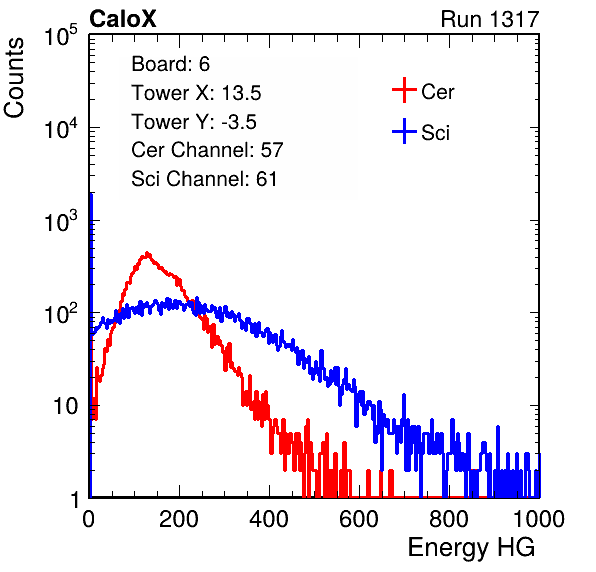 CaloX Run 1317
Counts
Board: 6
Tower X: 13.5
Tower Y: -3.5
Cer Channel: 57
Sci Channel: 61
Cer
Sci
10^5
10^4
10^3
10^2
10
1
0 200 400 600 800 1000
Energy HG